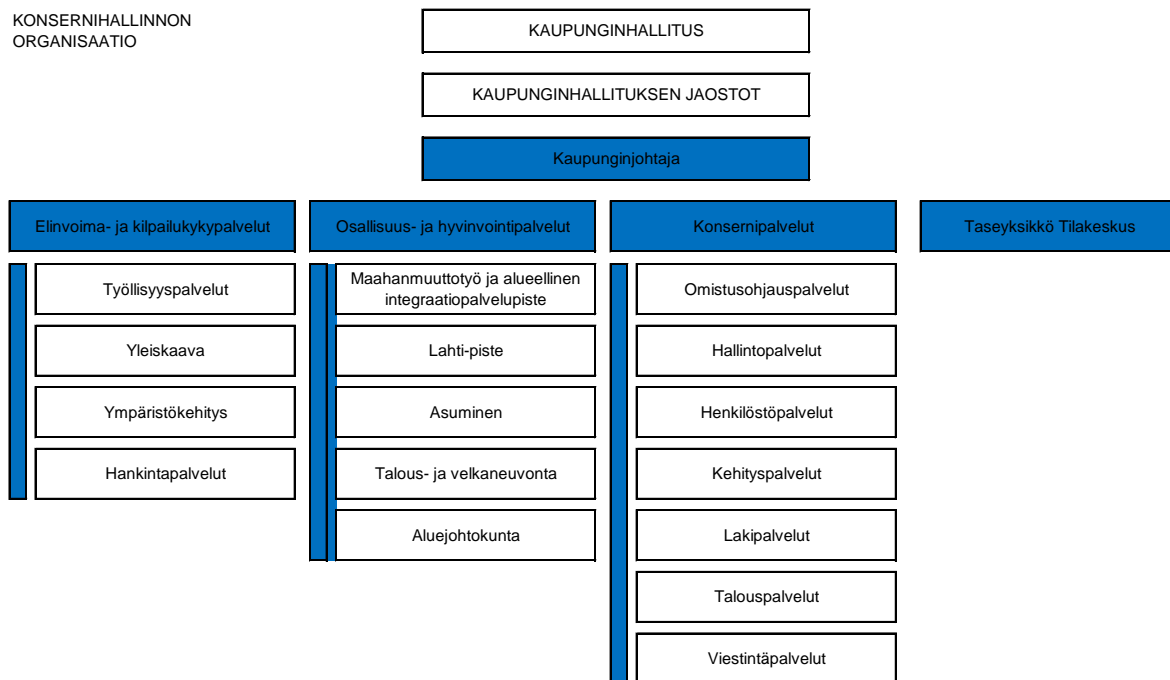 KONSERNIHALLINNON
ORGANISAATIO
KAUPUNGINHALLITUS
KAUPUNGINHALLITUKSEN JAOSTOT
Kaupunginjohtaja
Elinvoima- ja kilpailukykypalvelut
Osallisuus- ja hyvinvointipalvelut
Konsernipalvelut
Taseyksikkö Tilakeskus
Työllisyyspalvelut
Yleiskaava
Ympäristökehitys
Hankintapalvelut
Maahanmuuttotyö ja alueellinen
integraatiopalvelupiste
Lahti-piste
Asuminen
Talous- ja velkaneuvonta
Aluejohtokunta
Omistusohjauspalvelut
Hallintopalvelut
Henkilöstöpalvelut
Kehityspalvelut
Lakipalvelut
Talouspalvelut
Viestintäpalvelut